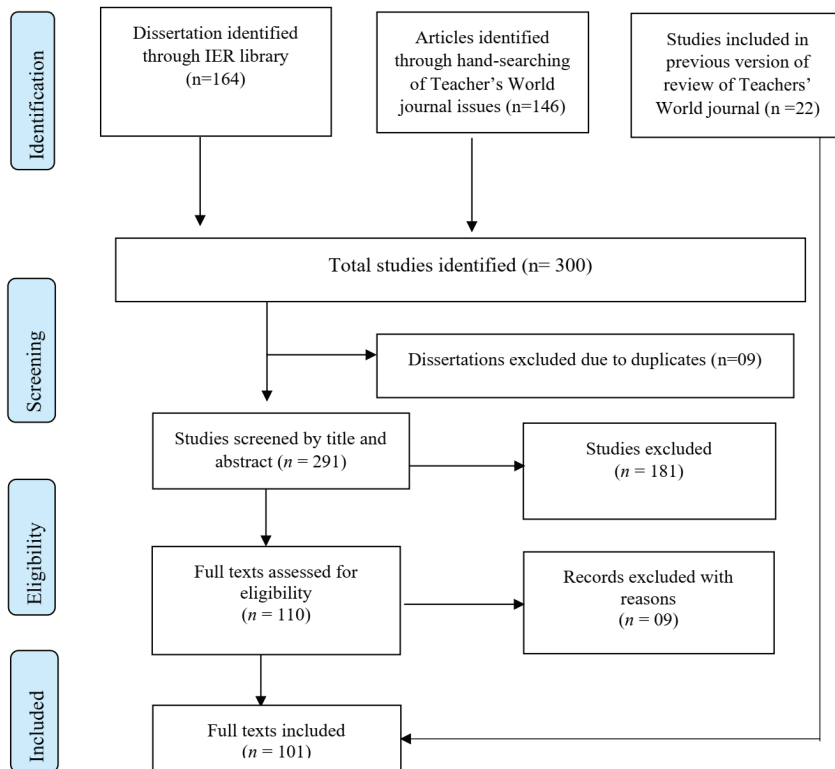 Identification
Dissertation identified
through IER library
(n=164)
Articles identified
through hand-searching
of Teacher's World
journal issues (n=146)
Studies included in
previous version of
review of Teachers'
World journal (n =22)
Total studies identified (n= 300)
Screening
Dissertations excluded due to duplicates (n=09)
Studies screened by title and
abstract (n = 291)
Studies excluded
(n = 181)
Eligibility
Full texts assessed for
eligibility
(n = 110)
Records excluded with
reasons
(n = 09)
Included
Full texts included
(n = 101)